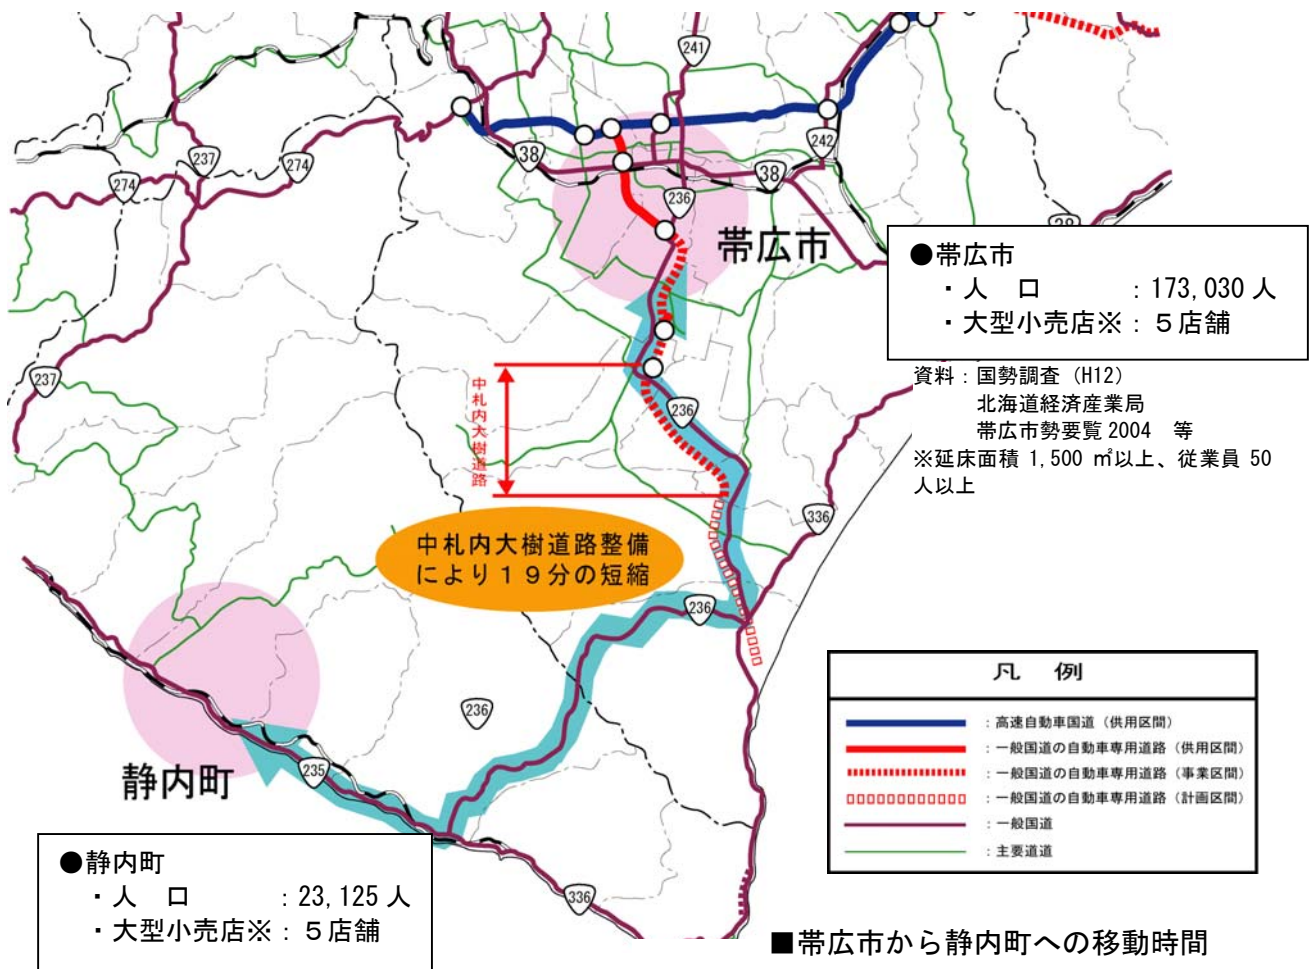 241
237
274
274
38
242
38
236
帯広市
●帯広市
・人　口　　　：173,030 人
・大型小売店※：５店舗
資料：国勢調査（H12）
北海道経済産業局
帯広市勢要覧 2004　等
※延床面積 1,500 ㎡以上、従業員 50
人以上
237
中札内大樹道路
236
336
中札内大樹道路整備
により１９分の短縮
236
236
235
静内町
336
凡　例
：高速自動車国道（供用区間）
：一般国道の自動車専用道路（供用区間）
：一般国道の自動車専用道路（事業区間）
：一般国道の自動車専用道路（計画区間）
：一般国道
：主要道道
●静内町
・人　口　　　：23,125 人
・大型小売店※：５店舗
■帯広市から静内町への移動時間